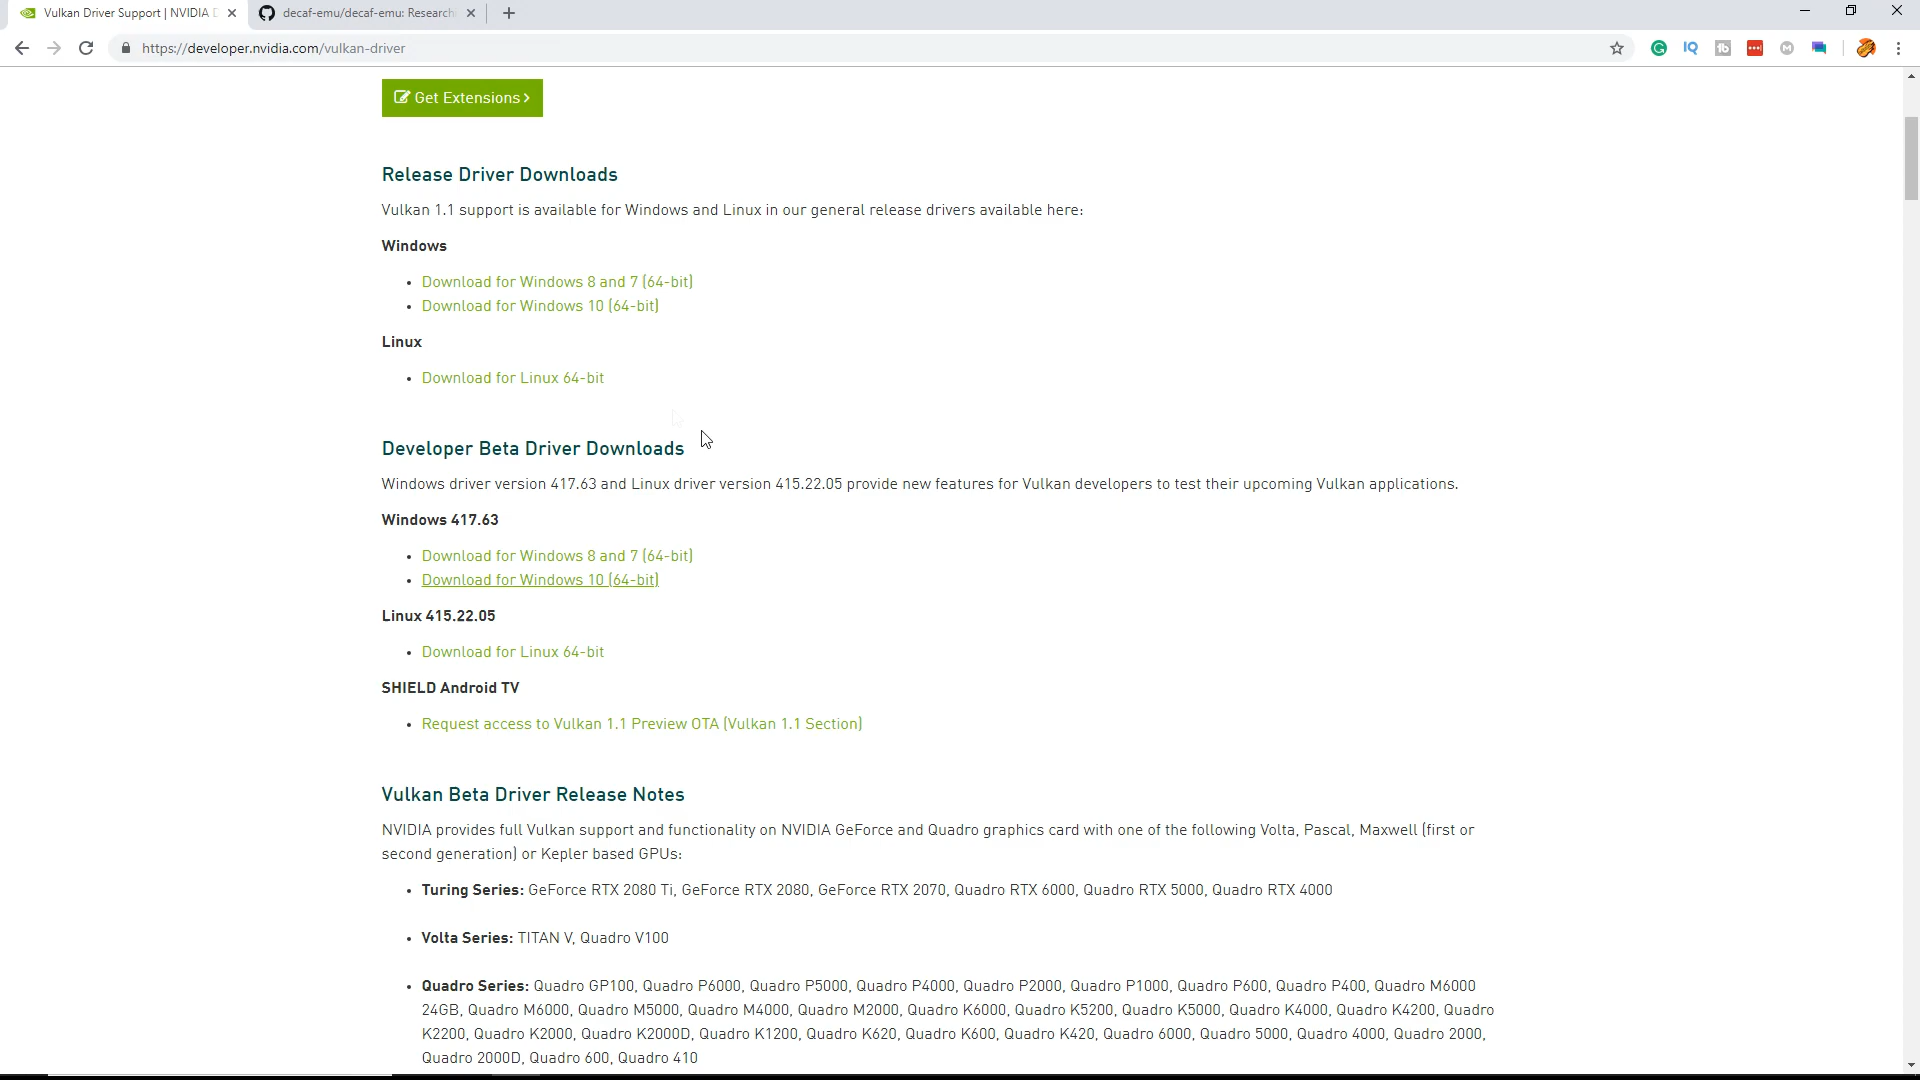 Vulkan Driver Support | NVIDIA D
decaf-emu/decaf-emu: Research
https://developer.nvidia.com/vulkan-driver
IQ
Get Extensions ›
Release Driver Downloads
Vulkan 1.1 support is available for Windows and Linux in our general release drivers available here:
Windows
• Download for Windows 8 and 7 (64-bit)
• Download for Windows 10 (64-bit)
Linux
• Download for Linux 64-bit
Developer Beta Driver Downloads
Windows driver version 417.63 and Linux driver version 415.22.05 provide new features for Vulkan developers to test their upcoming Vulkan applications.
Windows 417.63
• Download for Windows 8 and 7 (64-bit)
• Download for Windows 10 (64-bit)
Linux 415.22.05
• Download for Linux 64-bit
SHIELD Android TV
• Request access to Vulkan 1.1 Preview OTA (Vulkan 1.1 Section)
Vulkan Beta Driver Release Notes
NVIDIA provides full Vulkan support and functionality on NVIDIA GeForce and Quadro graphics card with one of the following Volta, Pascal, Maxwell (first or
second generation) or Kepler based GPUs:
• Turing Series: GeForce RTX 2080 Ti, GeForce RTX 2080, GeForce RTX 2070, Quadro RTX 6000, Quadro RTX 5000, Quadro RTX 4000
• Volta Series: TITAN V, Quadro V100
• Quadro Series: Quadro GP100, Quadro P6000, Quadro P5000, Quadro P4000, Quadro P2000, Quadro P1000, Quadro P600, Quadro P400, Quadro M6000
24GB, Quadro M6000, Quadro M5000, Quadro M4000, Quadro M2000, Quadro K6000, Quadro K5200, Quadro K5000, Quadro K4000, Quadro K4200, Quadro
K2200, Quadro K2000, Quadro K2000D, Quadro K1200, Quadro K620, Quadro K600, Quadro K420, Quadro 6000, Quadro 5000, Quadro 4000, Quadro 2000,
Quadro 2000D, Quadro 600, Quadro 410